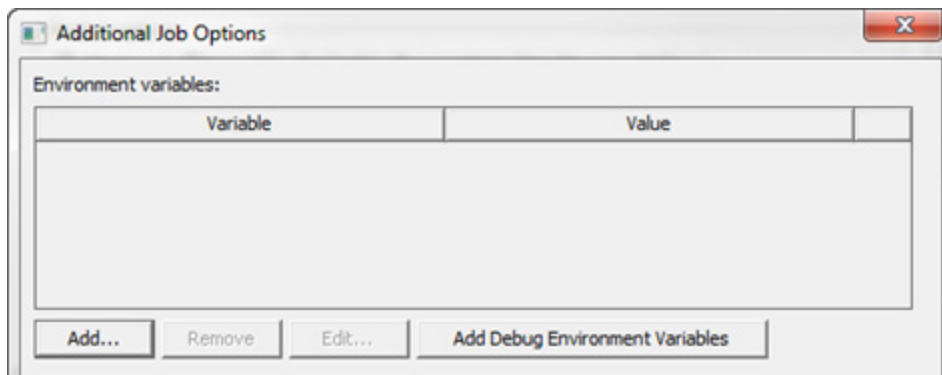 Additional Job Options
Environment variables:
Variable Value
Add... Remove Edit... Add Debug Environment Variables